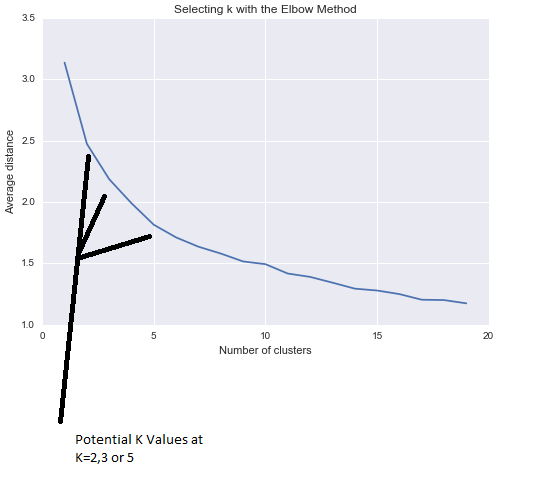 Selecting k with the Elbow Method
3.5
3.0
2.5
2.0
1.5
1.0
Average distance
0 5 10 15 20
Number of clusters
Potential K Values at
K=2,3 or 5